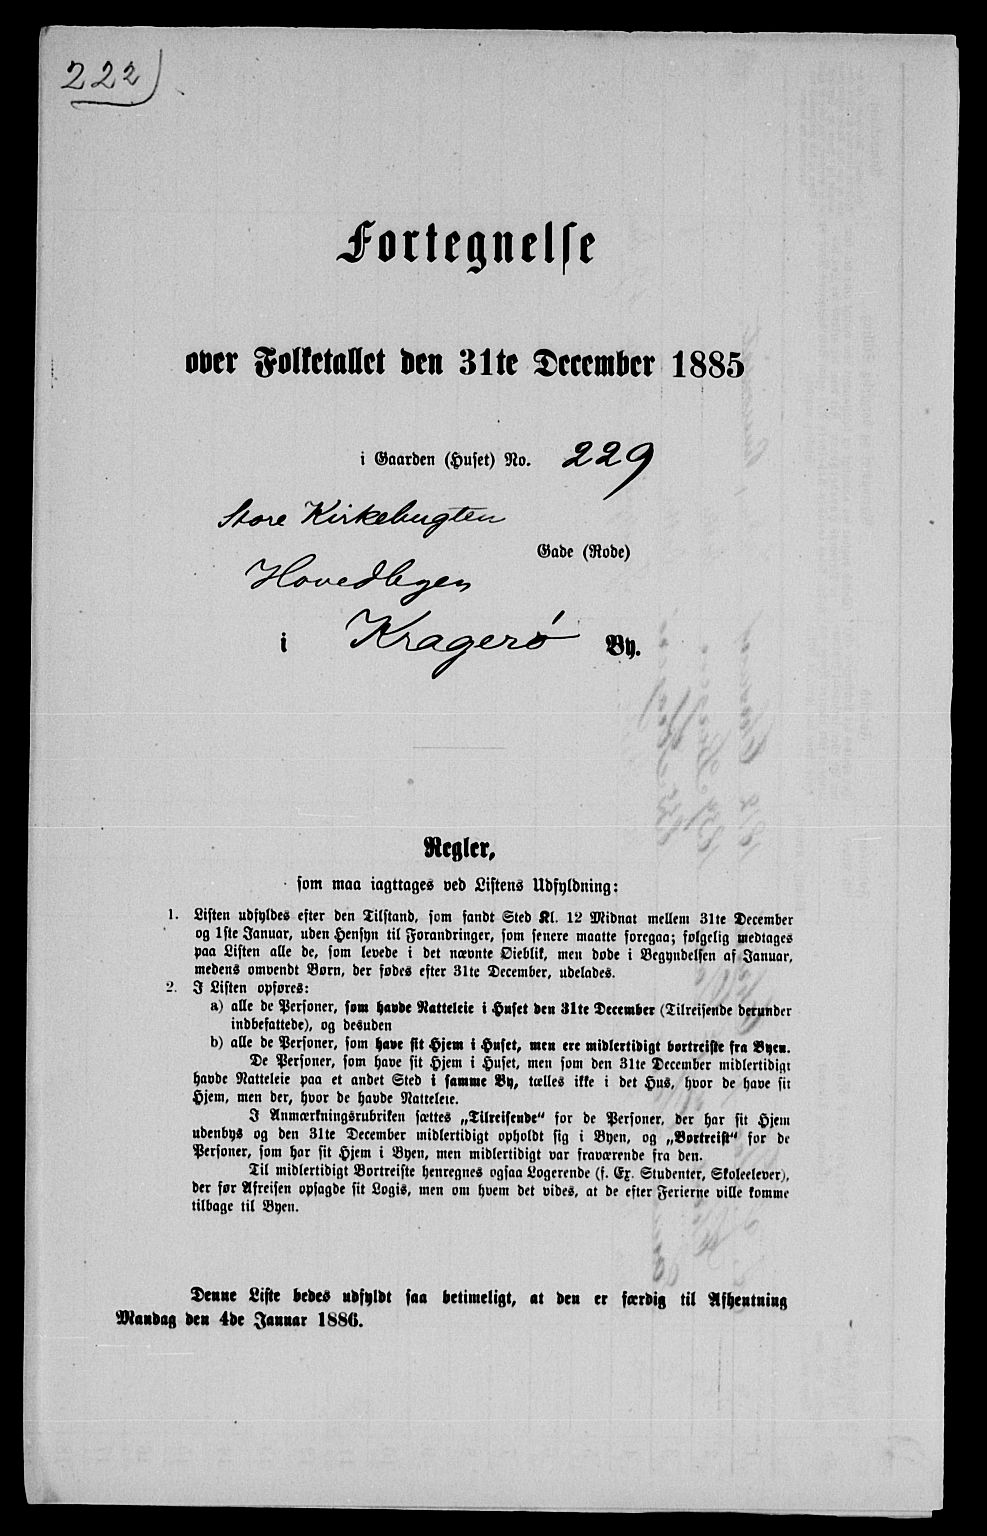 222)
Fortegnelse
over Folketallet den 31te December 1885
i Gaarden (Huset) No. 229
Store Kirkebugten
Gade (Rode)
Hovedbyen
i Kragerø By.
Regler,
som maa iagttages ved Listens Udfyldning:
1. Listen udfyldes efter den Tilstand, som fandt Sted Kl. 12 Midnat mellem 31te December
og 1ste Januar, uden Hensyn til Forandringer, som senere maatte foregaa; følgelig medtages
paa Listen alle de, som levede i det nævnte Øieblik, men døde i Begyndelsen af Januar,
medens omvendt Børn, der fødes efter 31te December, udelades.
2. I Listen opføres:
a) alle de Personer, som havde Natteleie i Huset den 31te December (Tilreisende derunder
indbefattede), og desuden
b) alle de Personer, som have sit Hjem i Huset, men ere midlertidigt bortreiste fra Byen.
De Personer, som have sit Hjem i Huset, men som den 31te December midlertidigt
havde Natteleie paa et andet Sted i samme By, tælles ikke i det Hus, hvor de have sit
Hjem, men der, hvor de havde Natteleie.
I Anmærkningsrubriken sættes „Tilreisende“ for de Personer, der har sit Hjem
udenbys og den 31te December midlertidigt opholdt sig i Byen, og „Bortreist“ for de
Personer, som har sit Hjem i Byen, men midlertidigt var fraværende fra den.
Til midlertidigt Bortreiste henregnes ogsaa Logerende (f. Ex. Studenter, Skoleelever),
der før Afreisen opsagde sit Logis, men om hvem det vides, at de efter Ferierne ville komme
tilbage til Byen.
Denne Liste bedes udfyldt saa betimeligt, at den er færdig til Afhentning
Mandag den 4de Januar 1886.